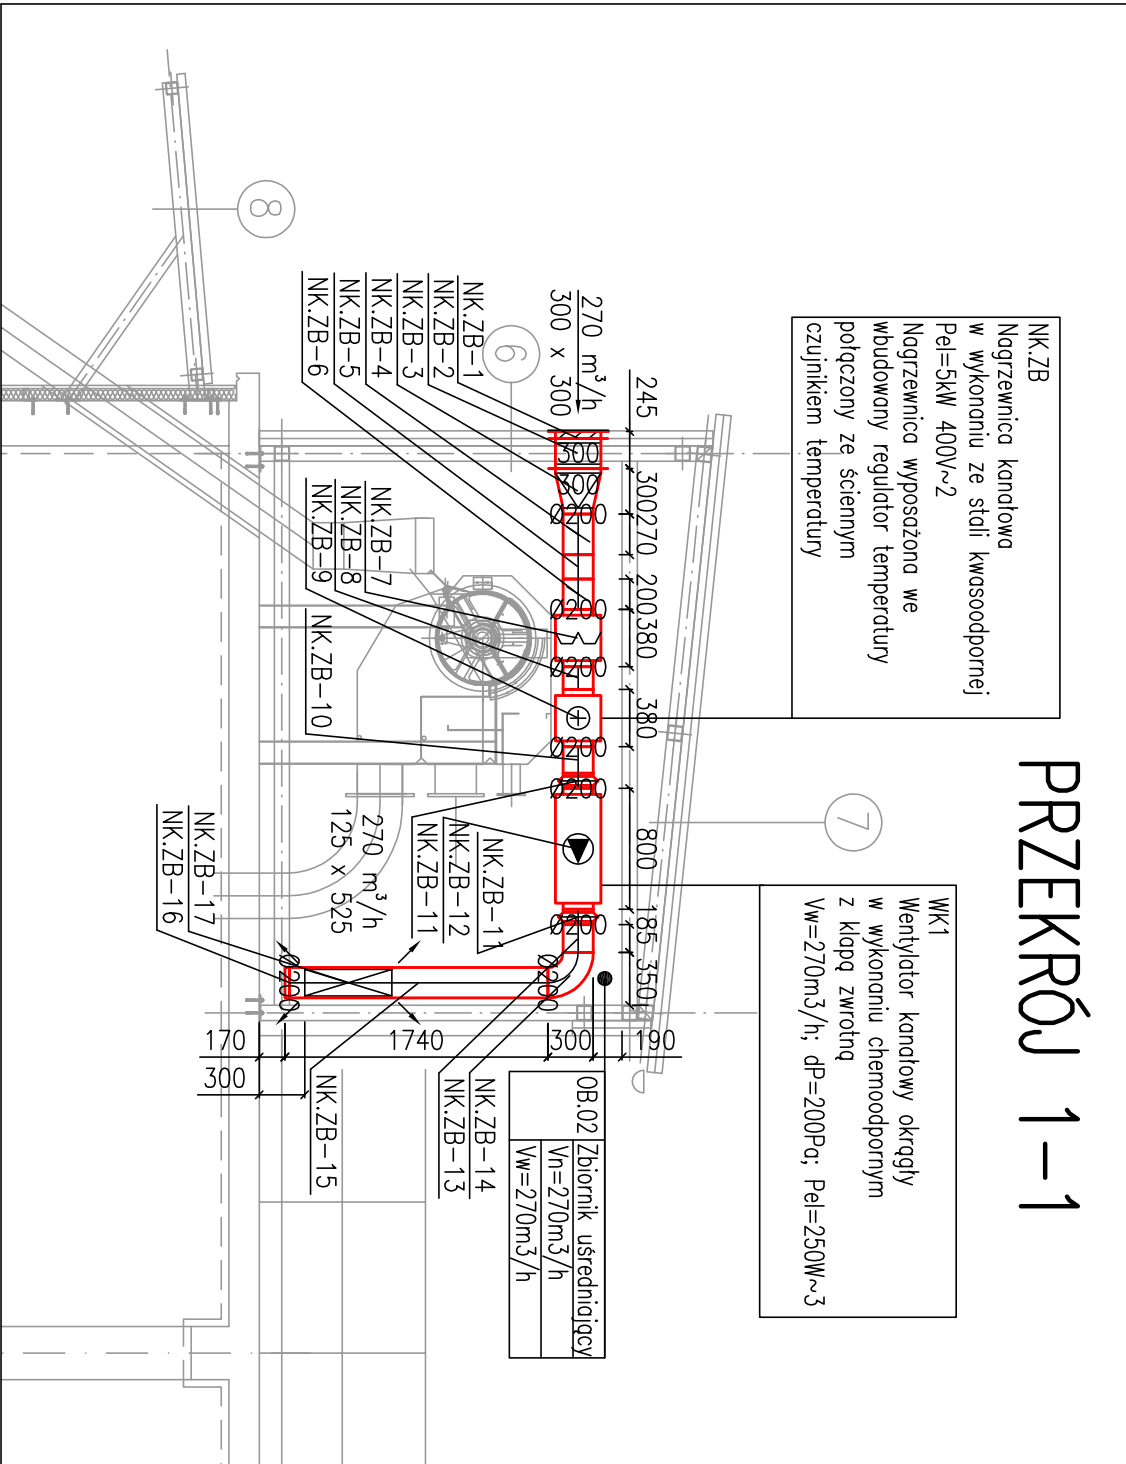 PRZEKRÓJ 1-1
NK.ZB
Nagrzewnica kanałowa
w wykonaniu ze stali kwasoodpornej
Pel=5kW 400V~2
Nagrzewnica wyposażona we
wbudowany regulator temperatury
połączony ze ściennym
czujnikiem temperatury
WK1
Wentylator kanałowy okrągły
w wykonaniu chemoodpornym
z klapą zwrotną
Vw=270m3/h; dP=200Pa; Pel=250W~3
7
245
300
270
200
380
380
800
185
350
270 m³/h
300 x 300
300
300
Ø200
Ø200
Ø200
Ø200
Ø200
Ø200
Ø200
Ø200
190
300
1740
170
300
OB.02
Zbiornik uśredniający
Vn=270m3/h
Vw=270m3/h
9
8
NK.ZB-1
NK.ZB-2
NK.ZB-3
NK.ZB-4
NK.ZB-5
NK.ZB-6
NK.ZB-7
NK.ZB-8
NK.ZB-9
NK.ZB-10
NK.ZB-11
NK.ZB-12
NK.ZB-11
270 m³/h
125 x 525
NK.ZB-14
NK.ZB-13
NK.ZB-15
NK.ZB-17
NK.ZB-16